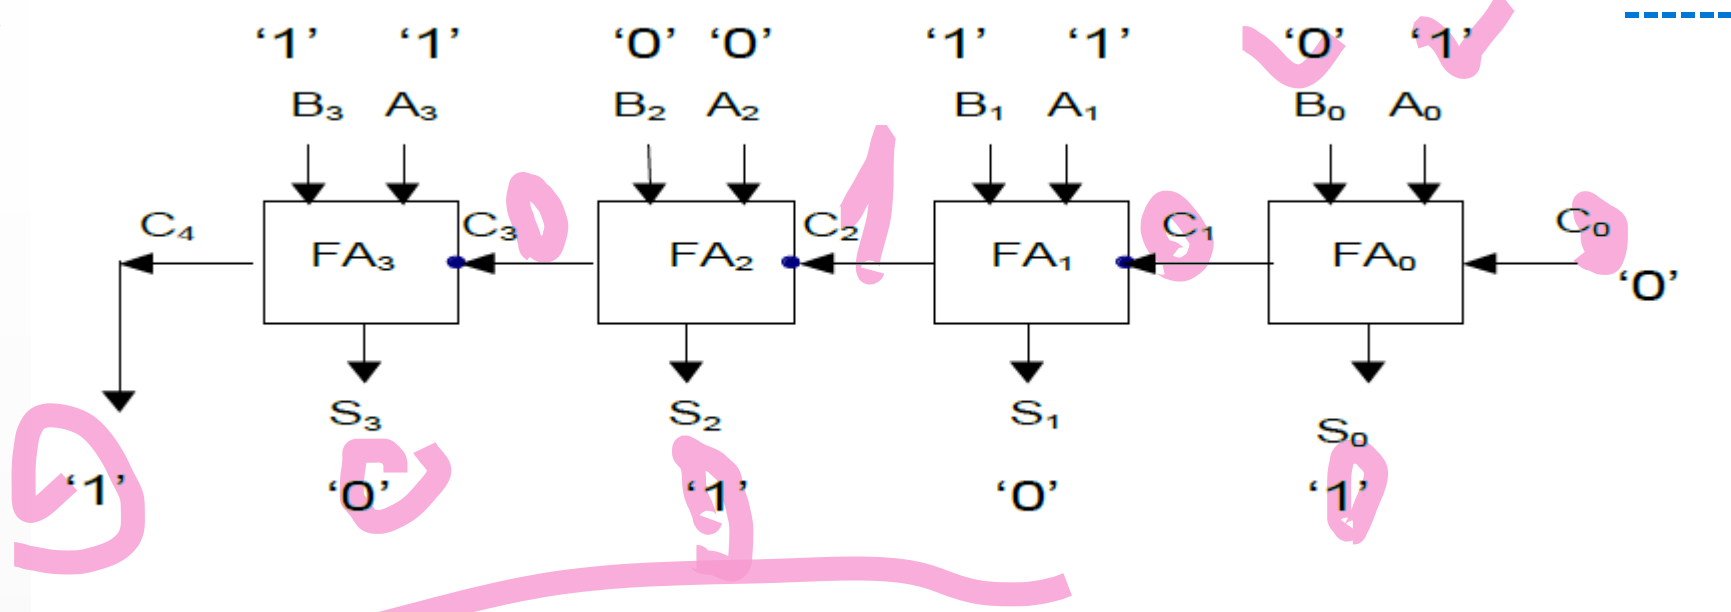 ‘1’ ‘1’ ‘0’ ‘0’ ‘1’ ‘1’ ‘0’ ‘1’
B₃ A₃ B₂ A₂ B₁ A₁ B₀ A₀
C₄ C₃ 0 C₂ 1 C₁ 0 C₀
FA₃ FA₂ FA₁ FA₀ ‘0’
S₃ S₂ S₁ S₀
‘1’ ‘0’ ‘1’ ‘0’ ‘1’